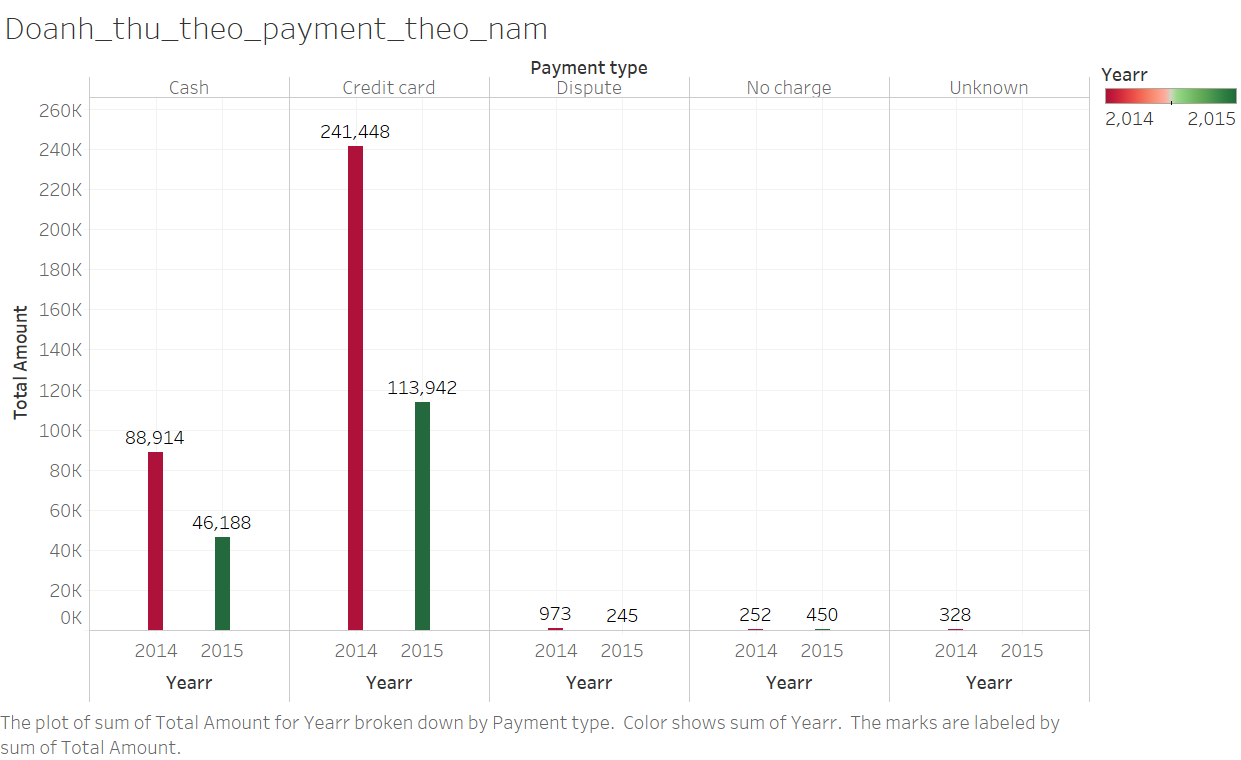 Doanh_thu_theo_payment_theo_nam
Payment type
Cash Credit card Dispute No charge Unknown
Yearr
2,014 2,015
Total Amount
260K
240K
220K
200K
180K
160K
140K
120K
100K
80K
60K
40K
20K
0K
88,914
46,188
241,448
113,942
973
245
252
450
328
2014 2015 2014 2015 2014 2015 2014 2015 2014 2015
Yearr Yearr Yearr Yearr Yearr
The plot of sum of Total Amount for Yearr broken down by Payment type.  Color shows sum of Yearr.  The marks are labeled by
sum of Total Amount.